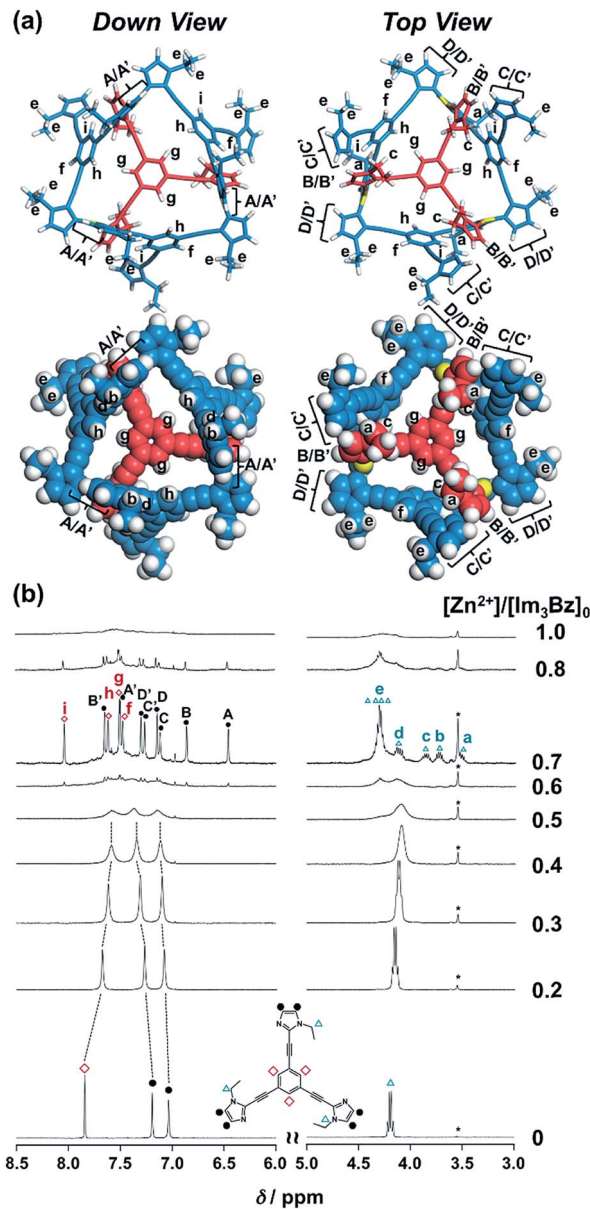 (a) Down View Top View
A/A' e e D/D' B/B' C/C'
e e i e f a e e
e i f h f e e h i e
f h g g e C/C' i c g g c h f e
e g A/A' B/B' a g
e A/A' h e D/D' h c a B/B' D/D'
e e i f e e e f i C/C'
e e
A/A' D/D' B/B' C/C'
e e e e
e d b h d e f a e
h g g b C/C' a c g g c f
g A/A' B/B' g e
A/A' b d h D/D' f c a B/B' D/D'
e e e e e C/C'
(b) [Zn²⁺]/[Im₃Bz]₀
1.0
0.8
g e
i B' h A' D' f C' D C B A d c b a
0.7
* 0.6
* 0.5
* 0.4
* 0.3
* 0.2
N N
N N N N
* 0
8.5 8.0 7.5 7.0 6.5 6.0 5.0 4.5 4.0 3.5 3.0
δ / ppm δ / ppm